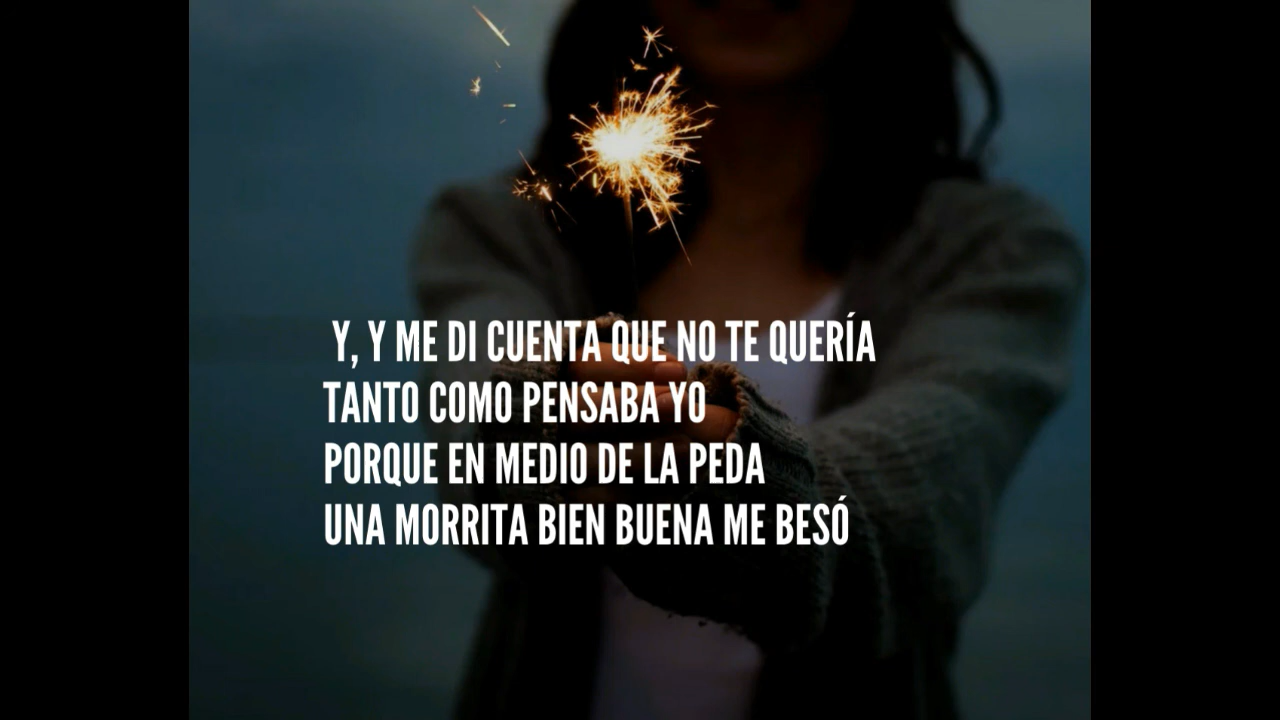 Y, Y ME DI CUENTA QUE NO TE QUERÍA
TANTO COMO PENSABA YO
PORQUE EN MEDIO DE LA PEDA
UNA MORRITA BIEN BUENA ME BESÓ